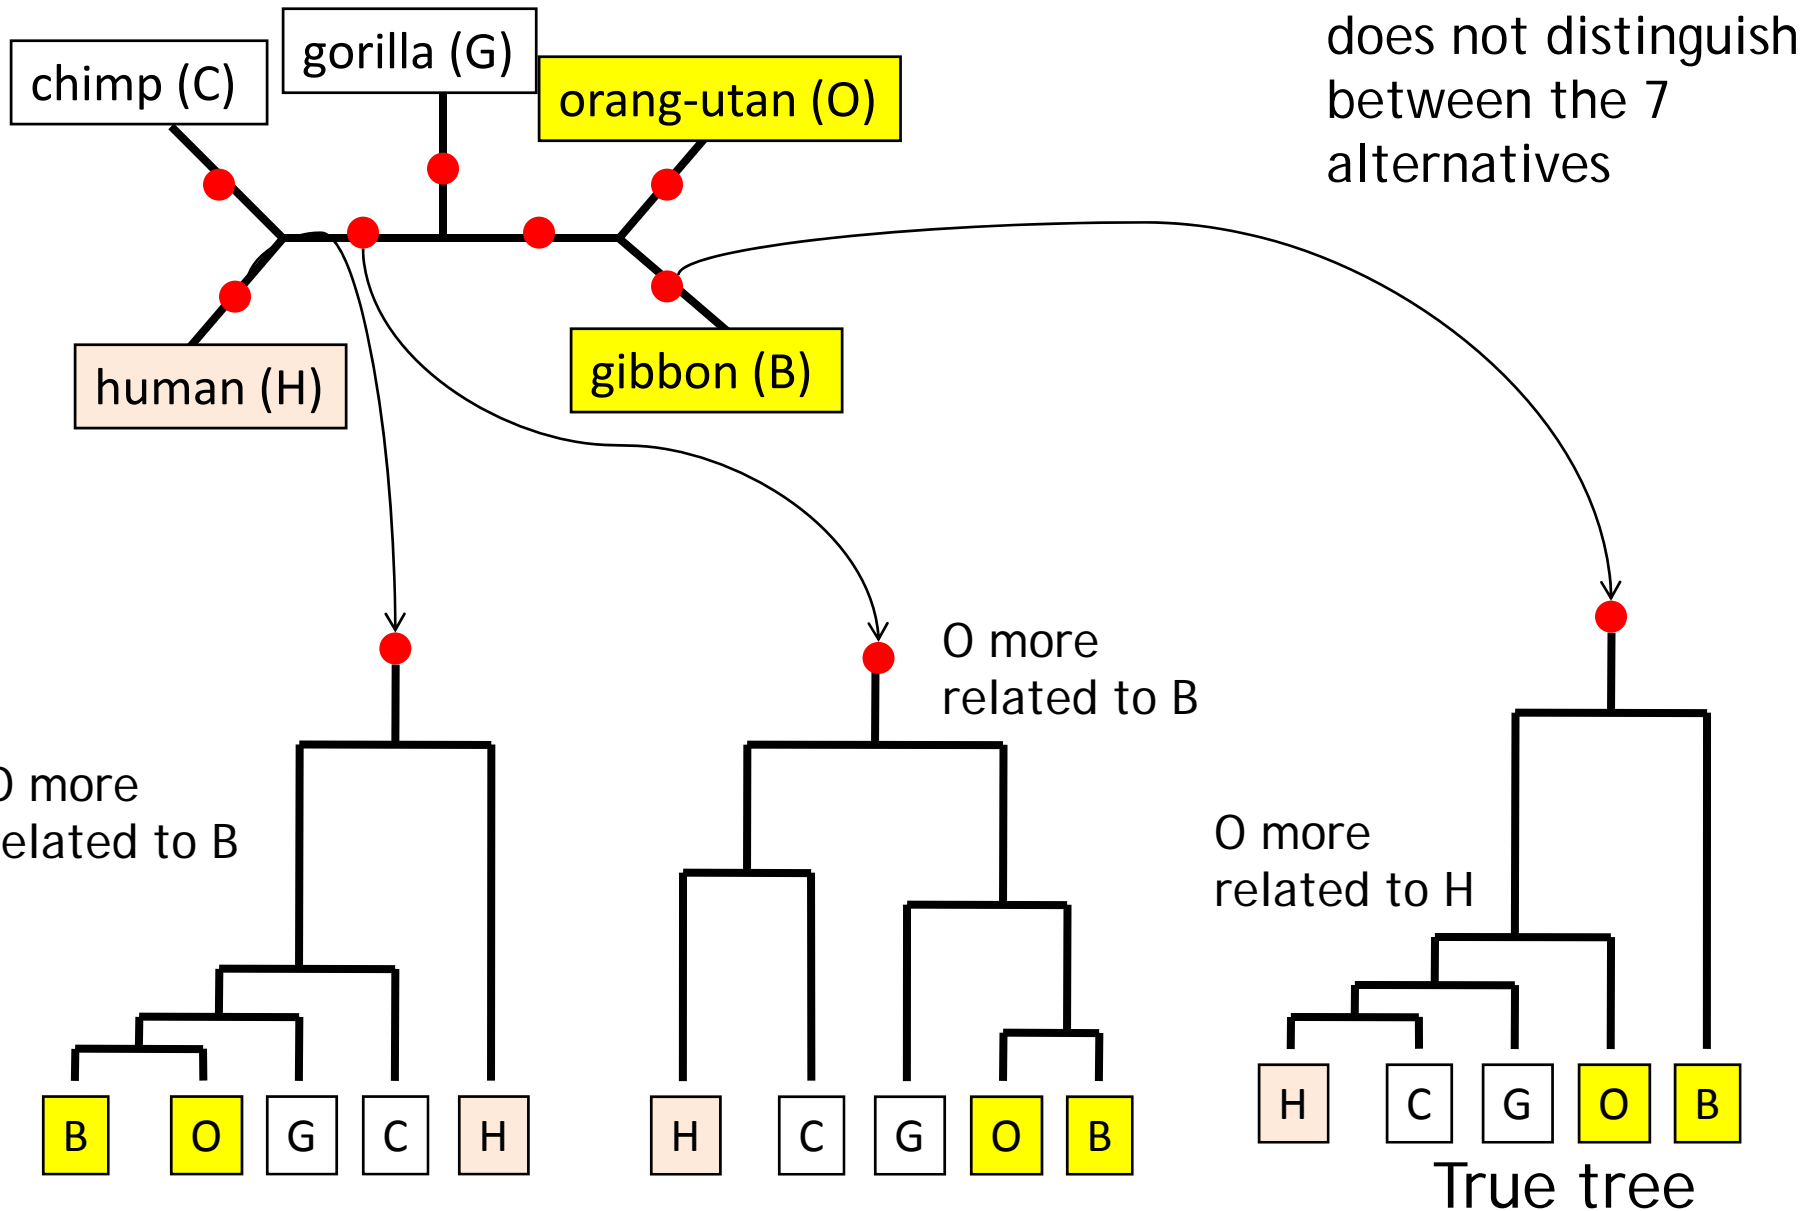 does not distinguish
between the 7
alternatives
chimp (C)
gorilla (G)
orang-utan (O)
human (H)
gibbon (B)
O more
related to B
O more
related to B
O more
related to H
B O G C H
H C G O B
H C G O B
True tree